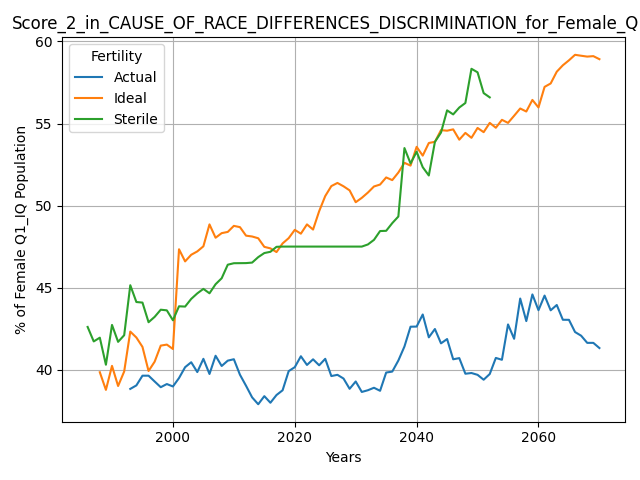 Score_2_in_CAUSE_OF_RACE_DIFFERENCES_DISCRIMINATION_for_Female_Q
60
55
50
45
40
% of Female Q1_IQ Population
Fertility
Actual
Ideal
Sterile
2000
2020
2040
2060
Years